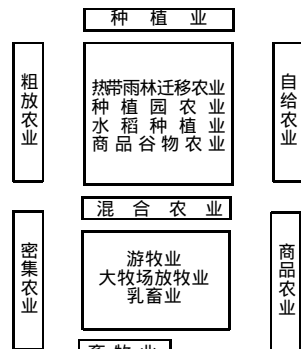 种植业
粗放农业
热带雨林迁移农业
种植园农业
水稻种植业
商品谷物农业
自给农业
混合农业
密集农业
游牧业
大牧场放牧业
乳畜业
商品农业
畜牧业